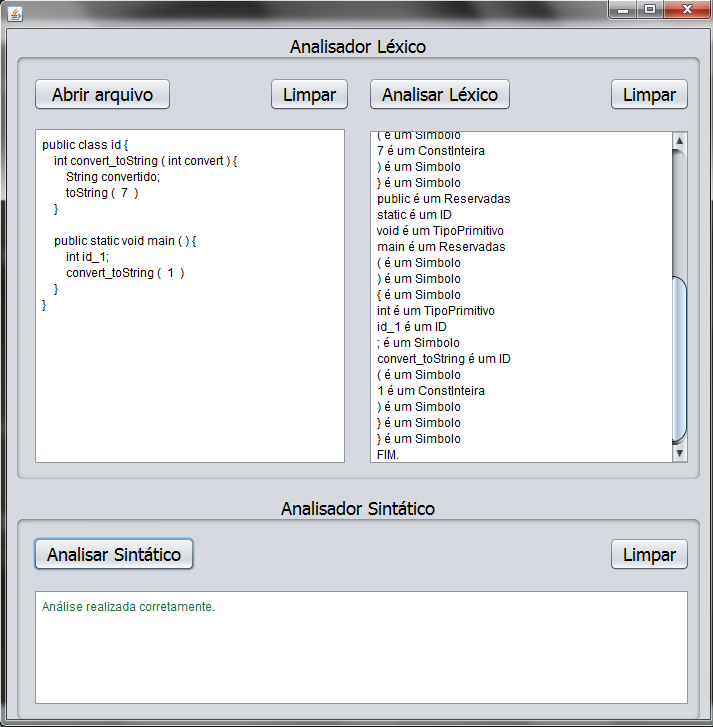 Analisador Léxico
Abrir arquivo
Limpar
Analisar Léxico
Limpar
public class id {
int convert_toString ( int convert ) {
String convertido;
toString ( 7 )
}
public static void main ( ) {
int id_1;
convert_toString ( 1 )
}
}
( é um Simbolo
7 é um ConstInteira
) é um Simbolo
} é um Simbolo
public é um Reservadas
static é um ID
void é um TipoPrimitivo
main é um Reservadas
( é um Simbolo
) é um Simbolo
{ é um Simbolo
int é um TipoPrimitivo
id_1 é um ID
; é um Simbolo
convert_toString é um ID
( é um Simbolo
1 é um ConstInteira
) é um Simbolo
} é um Simbolo
} é um Simbolo
FIM.
Analisador Sintático
Analisar Sintático
Limpar
Análise realizada corretamente.